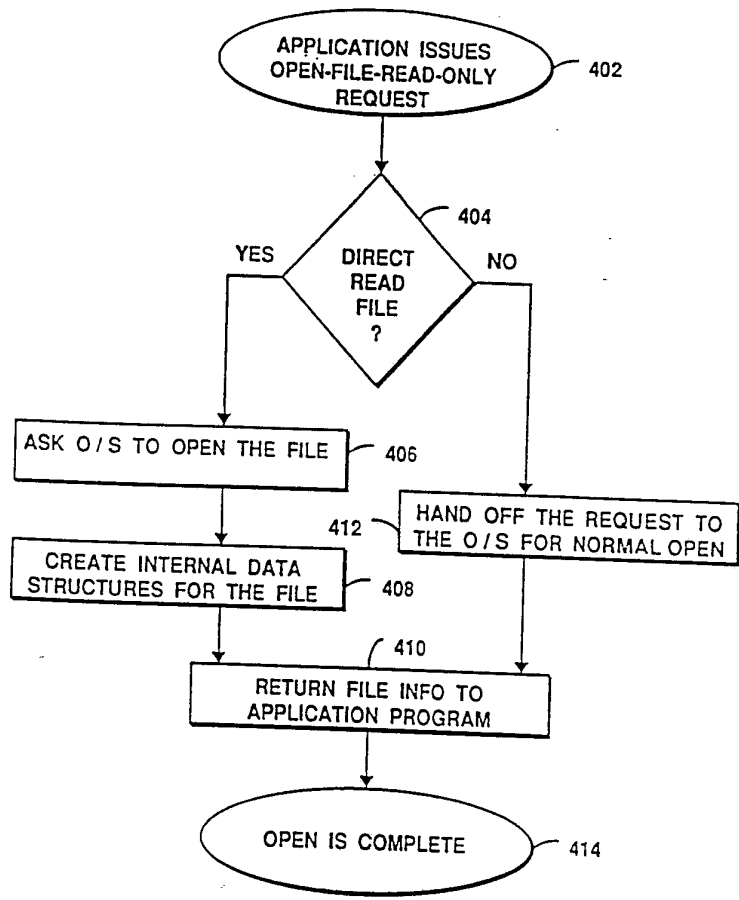 APPLICATION ISSUES
OPEN-FILE-READ-ONLY
REQUEST
402
404
YES
DIRECT
READ
FILE
?
NO
ASK O/S TO OPEN THE FILE
406
412
HAND OFF THE REQUEST TO
THE O/S FOR NORMAL OPEN
CREATE INTERNAL DATA
STRUCTURES FOR THE FILE
408
410
RETURN FILE INFO TO
APPLICATION PROGRAM
OPEN IS COMPLETE
414